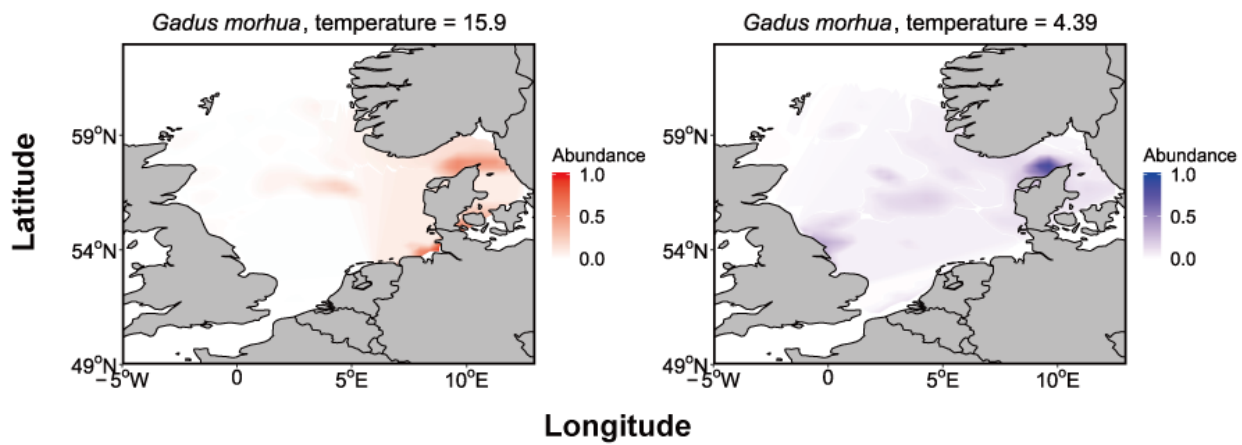 Gadus morhua, temperature = 15.9
Gadus morhua, temperature = 4.39
Latitude
59°N
54°N
49°N
−5°W
0
5°E
10°E
Abundance
1.0
0.5
0.0
59°N
54°N
49°N
−5°W
0
5°E
10°E
Abundance
1.0
0.5
0.0
Longitude